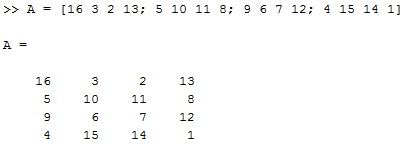 >> A = [16 3 2 13; 5 10 11 8; 9 6 7 12; 4 15 14 1]
A =
16 3 2 13
5 10 11 8
9 6 7 12
4 15 14 1